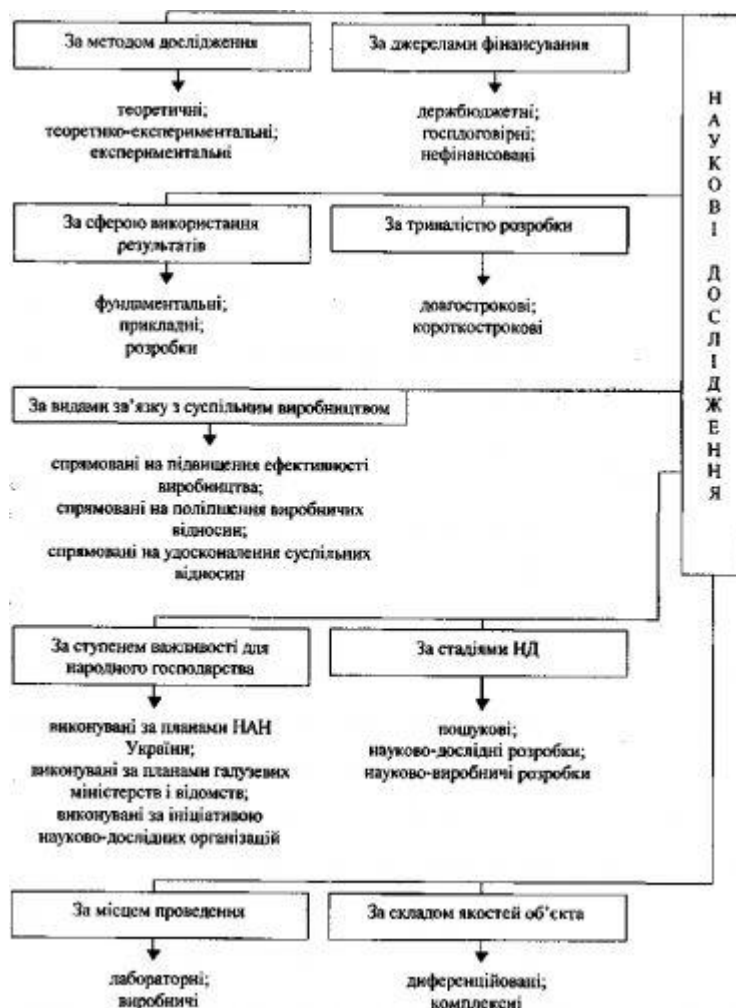 За методом дослідження
теоретичні;
теоретико-експериментальні;
експериментальні
За джерелами фінансування
держбюджетні;
госпдоговірні;
нефінансовані
За сферою використання
результатів
фундаментальні;
прикладні;
розробки
За тривалістю розробки
довгострокові;
короткострокові
За видами зв’язку з суспільним виробництвом
спрямовані на підвищення ефективності
виробництва;
спрямовані на поліпшення виробничих
відносин;
спрямовані на удосконалення суспільних
відносин
За ступенем важливості для
народного господарства
виконувані за планами НАН
України;
виконувані за планами галузевих
міністерств і відомств;
виконувані за ініціативою
науково-дослідних організацій
За стадіями НД
пошукові;
науково-дослідні розробки;
науково-виробничі розробки
За місцем проведення
лабораторні;
виробничі
За складом якостей об’єкта
диференційовані;
комплексні
НАУКОВІ ДОСЛІДЖЕННЯ